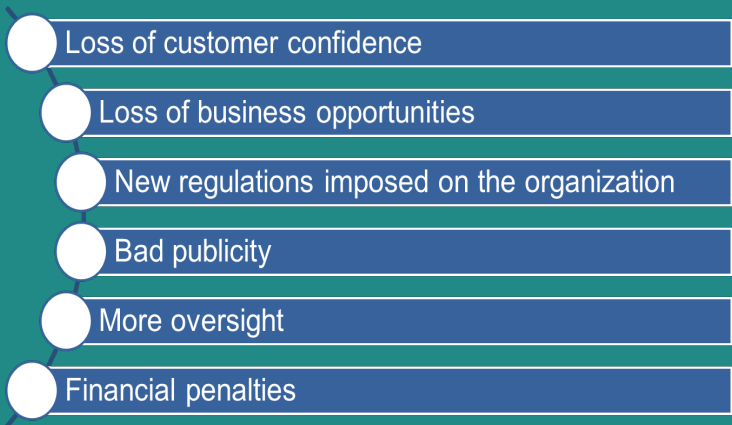 Loss of customer confidence
Loss of business opportunities
New regulations imposed on the organization
Bad publicity
More oversight
Financial penalties